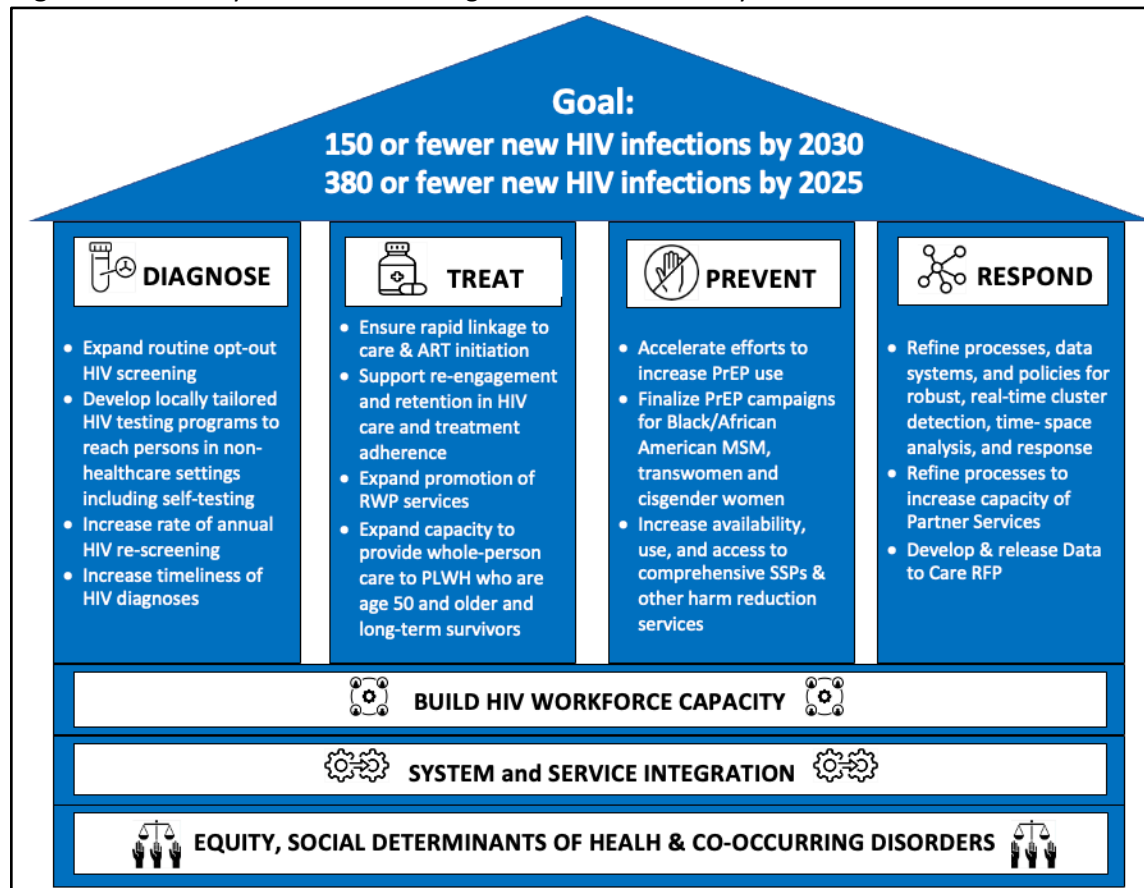 Goal:
150 or fewer new HIV infections by 2030
380 or fewer new HIV infections by 2025
DIAGNOSE
• Expand routine opt-out
HIV screening
• Develop locally tailored
HIV testing programs to
reach persons in non-
healthcare settings
including self-testing
• Increase rate of annual
HIV re-screening
• Increase timeliness of
HIV diagnoses
TREAT
• Ensure rapid linkage to
care & ART initiation
• Support re-engagement
and retention in HIV
care and treatment
adherence
• Expand promotion of
RWP services
• Expand capacity to
provide whole-person
care to PLWH who are
age 50 and older and
long-term survivors
PREVENT
• Accelerate efforts to
increase PrEP use
• Finalize PrEP campaigns
for Black/African
American MSM,
transwomen and
cisgender women
• Increase availability,
use, and access to
comprehensive SSPs &
other harm reduction
services
RESPOND
• Refine processes, data
systems, and policies for
robust, real-time cluster
detection, time- space
analysis, and response
• Refine processes to
increase capacity of
Partner Services
• Develop & release Data
to Care RFP
BUILD HIV WORKFORCE CAPACITY
SYSTEM and SERVICE INTEGRATION
EQUITY, SOCIAL DETERMINANTS OF HEALH & CO-OCCURRING DISORDERS